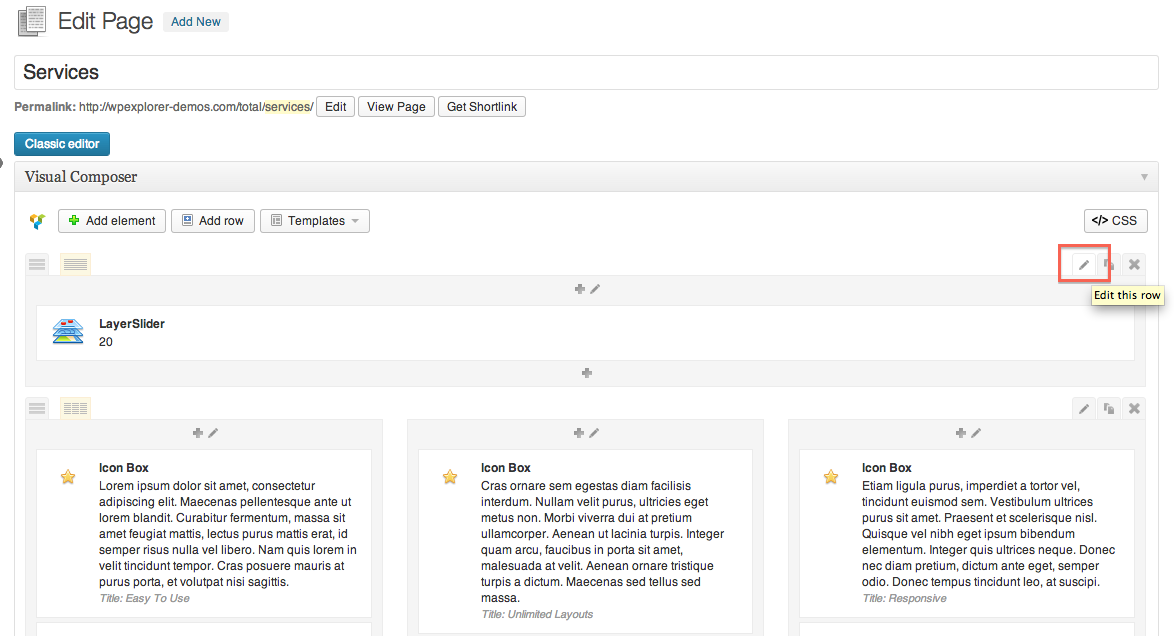 Edit Page Add New
Services
Permalink: http://wpexplorer-demos.com/total/services/ Edit View Page Get Shortlink
Classic editor
Visual Composer
Add element Add row Templates </> CSS
Edit this row
LayerSlider
20
Icon Box
Lorem ipsum dolor sit amet, consectetur
adipiscing elit. Maecenas pellentesque ante ut
lorem blandit. Curabitur fermentum, massa sit
amet feugiat mattis, lectus purus mattis erat, id
semper risus nulla vel libero. Nam quis lorem in
velit tincidunt tempor. Cras posuere mauris at
purus porta, et volutpat nisi sagittis.
Title: Easy To Use
Icon Box
Cras ornare sem egestas diam facilisis
interdum. Nullam velit purus, ultricies eget
metus non. Morbi viverra dui at pretium
ullamcorper. Aenean ut lacinia turpis. Integer
quam arcu, faucibus in porta sit amet,
malesuada at velit. Aenean ornare tristique
turpis a dictum. Maecenas sed tellus sed
massa.
Title: Unlimited Layouts
Icon Box
Etiam ligula purus, imperdiet a tortor vel,
tincidunt euismod sem. Vestibulum ultrices
purus sit amet. Praesent et scelerisque nisl.
Quisque vel nibh eget ipsum bibendum
elementum. Integer quis ultrices neque. Donec
nec diam pretium, dictum ante eget, semper
odio. Donec tempus tincidunt leo, at suscipi.
Title: Responsive